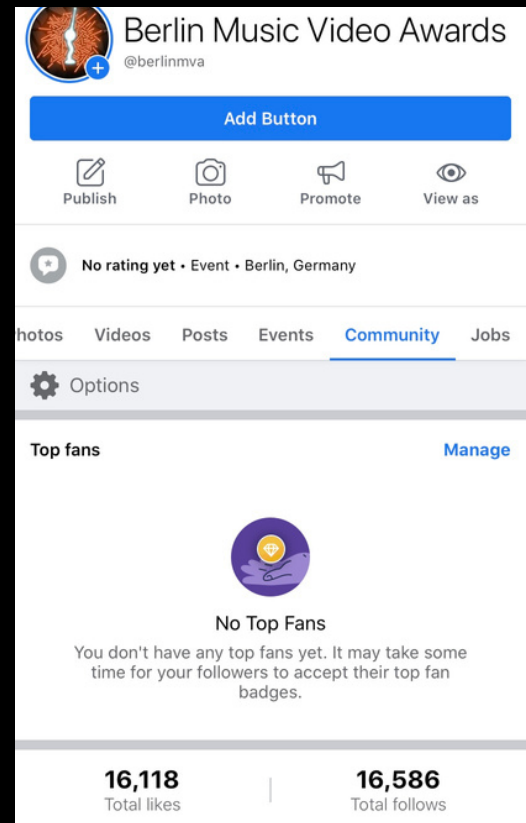 Berlin Music Video Awards
@berlinmva
Add Button
Publish Photo Promote View as
No rating yet • Event • Berlin, Germany
hotos Videos Posts Events Community Jobs
Options
Top fans Manage
No Top Fans
You don't have any top fans yet. It may take some
time for your followers to accept their top fan
badges.
16,118 16,586
Total likes Total follows